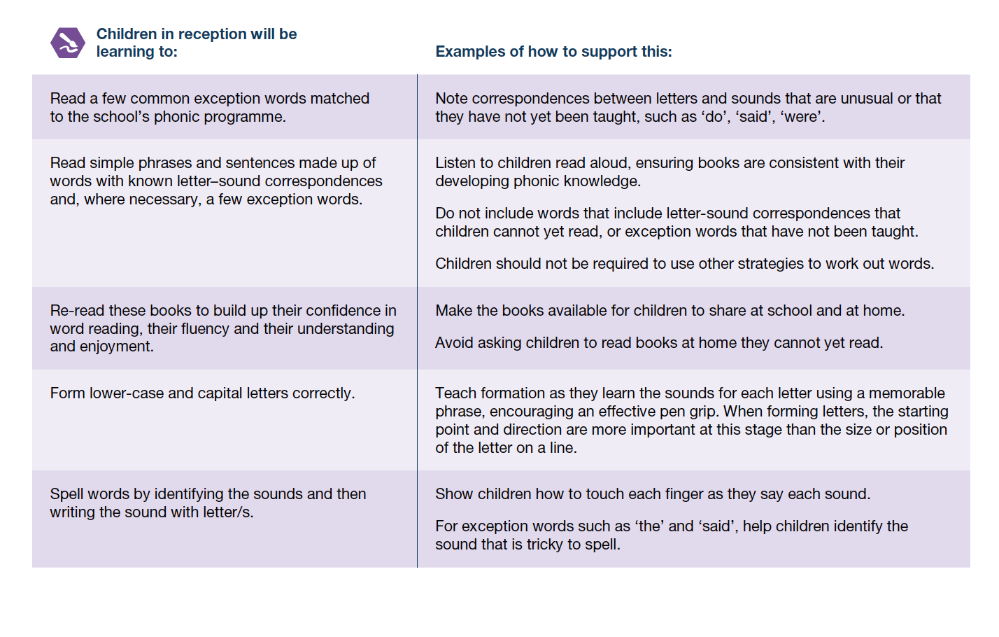 Children in reception will be
learning to:
Examples of how to support this:
Read a few common exception words matched
to the school’s phonic programme.
Note correspondences between letters and sounds that are unusual or that
they have not yet been taught, such as ‘do’, ‘said’, ‘were’.
Read simple phrases and sentences made up of
words with known letter–sound correspondences
and, where necessary, a few exception words.
Listen to children read aloud, ensuring books are consistent with their
developing phonic knowledge.
Do not include words that include letter-sound correspondences that
children cannot yet read, or exception words that have not been taught.
Children should not be required to use other strategies to work out words.
Re-read these books to build up their confidence in
word reading, their fluency and their understanding
and enjoyment.
Make the books available for children to share at school and at home.
Avoid asking children to read books at home they cannot yet read.
Form lower-case and capital letters correctly.
Teach formation as they learn the sounds for each letter using a memorable
phrase, encouraging an effective pen grip. When forming letters, the starting
point and direction are more important at this stage than the size or position
of the letter on a line.
Spell words by identifying the sounds and then
writing the sound with letter/s.
Show children how to touch each finger as they say each sound.
For exception words such as ‘the’ and ‘said’, help children identify the
sound that is tricky to spell.